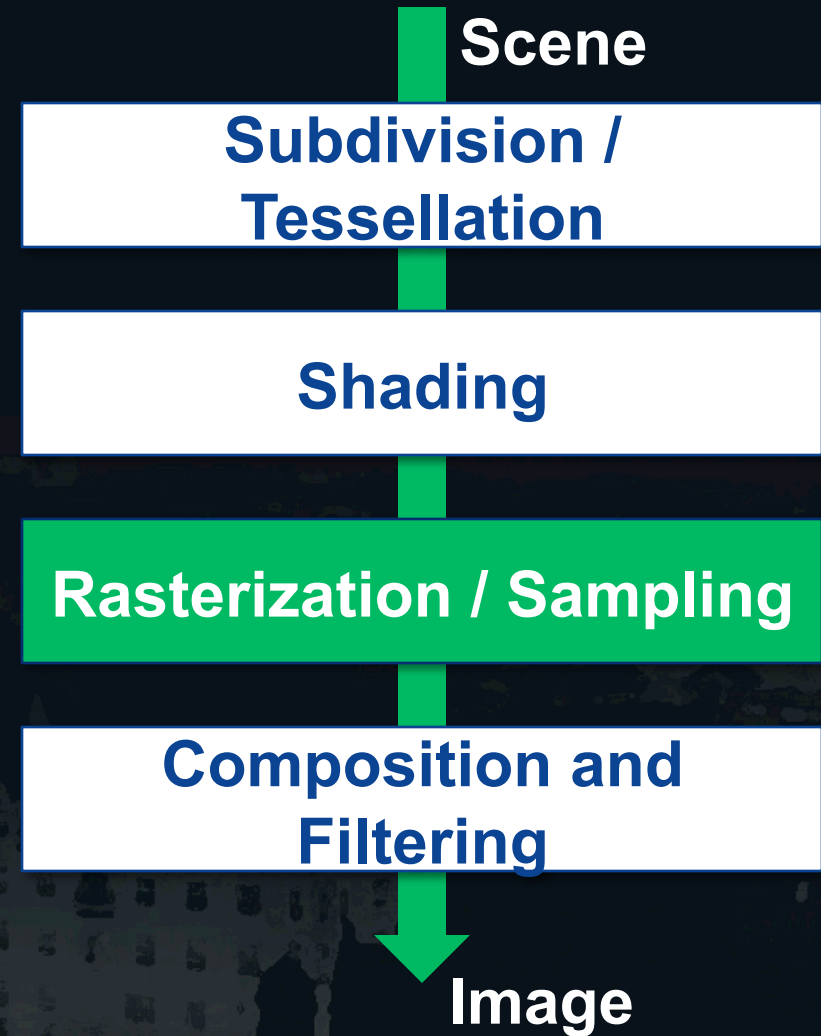 Scene
Subdivision /
Tessellation
Shading
Rasterization / Sampling
Composition and
Filtering
Image